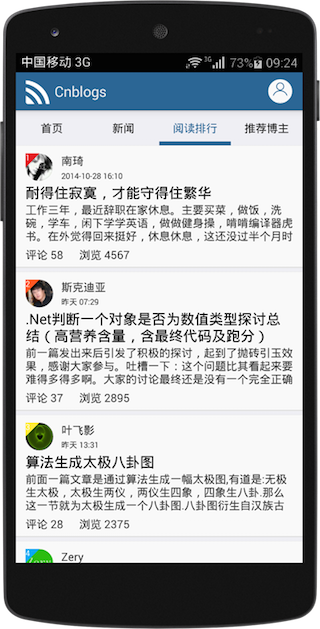 中国移动 3G 3G 73% 09:24
Cnblogs
首页 新闻 阅读排行 推荐博主
1 南琦
2014-10-28 16:10
耐得住寂寞，才能守得住繁华
工作三年，最近辞职在家休息。主要买菜，做饭，洗
碗，学车，闲下学学英语，做做健身操，啃啃编译器虎
书。在外觉得回来挺好，休息休息，这还没过半个月时
评论 58 浏览 4567
2 斯克迪亚
昨天 07:29
.Net判断一个对象是否为数值类型探讨总
结（高营养含量，含最终代码及跑分）
前一篇发出来后引发了积极的探讨，起到了抛砖引玉效
果，感谢大家参与。吐槽一下：这个问题比其看起来要
难得多得多啊。大家的讨论最终还是没有一个完全正确
评论 37 浏览 2895
3 叶飞影
昨天 13:31
算法生成太极八卦图
前面一篇文章是通过算法生成一幅太极图,有道是:无极
生太极，太极生两仪，两仪生四象，四象生八卦.那么
这一节就为大极生成一个八卦图.八卦图衍生自汉族古
评论 28 浏览 2375
4 Zery